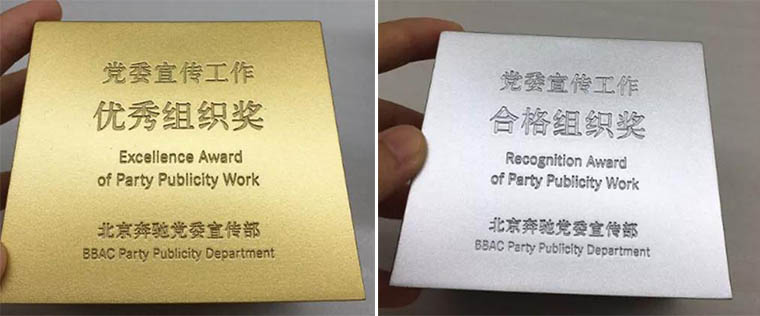 党委宣传工作
优秀组织奖
Excellence Award
of Party Publicity Work
北京奔驰党委宣传部
BBAC Party Publicity Department
党委宣传工作
合格组织奖
Recognition Award
of Party Publicity Work
北京奔驰党委宣传部
BBAC Party Publicity Department